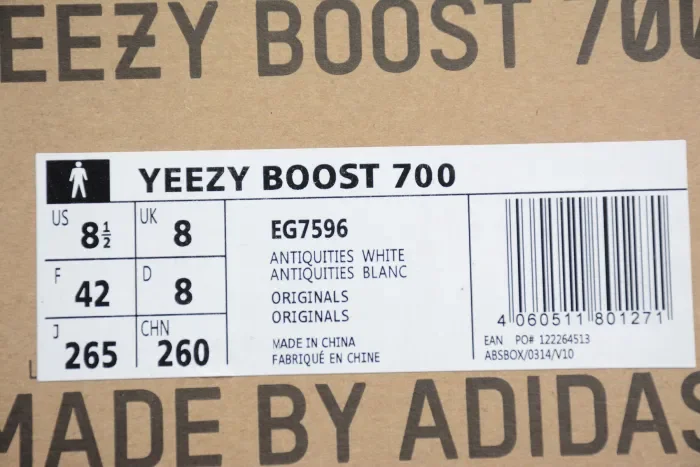 YEEZY BOOST 700
YEEZY BOOST 700
US 8½ UK 8
F 42 D 8
J 265 CHN 260
EG7596
ANTIQUITIES WHITE
ANTIQUITIES BLANC
ORIGINALS
ORIGINALS
MADE IN CHINA
FABRIQUÉ EN CHINE
4 060511 801271
EAN PO# 122264513
ABSBOX/0314/V10
MADE BY ADIDAS